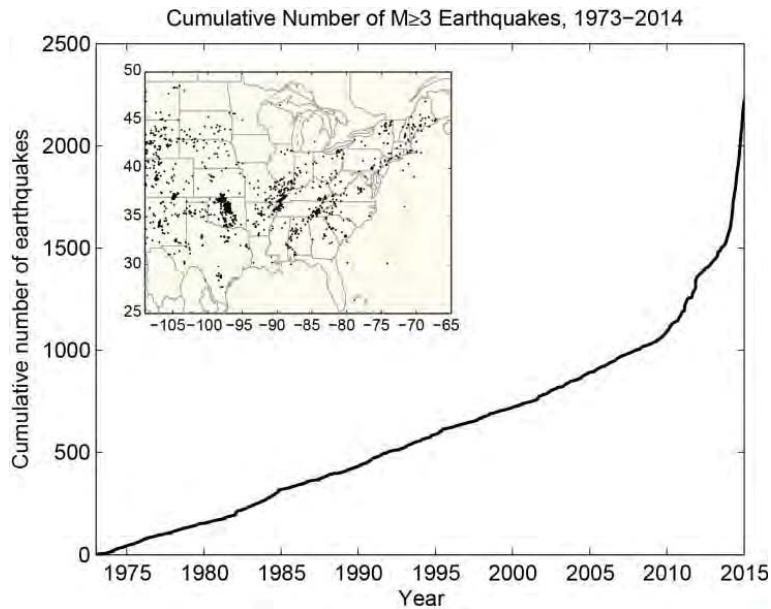 Cumulative Number of M≥3 Earthquakes, 1973−2014
2500
2000
1500
1000
500
0
Cumulative number of earthquakes
50
45
40
35
30
25
−105 −100 −95 −90 −85 −80 −75 −70 −65
1975 1980 1985 1990 1995 2000 2005 2010 2015
Year